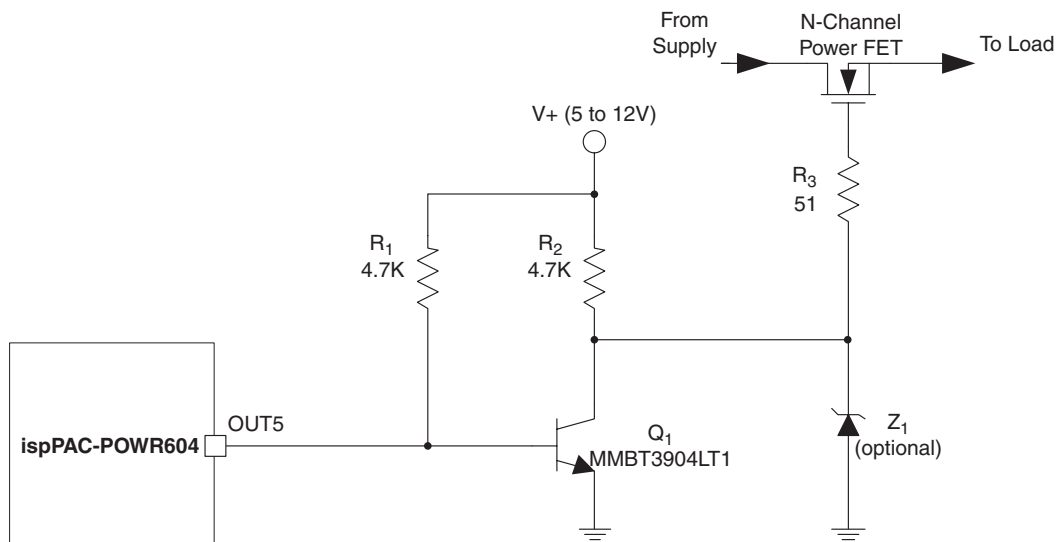 From
Supply
N-Channel
Power FET
To Load
V+ (5 to 12V)
R3
51
R1
4.7K
R2
4.7K
OUT5
ispPAC-POWR604
Q1
MMBT3904LT1
Z1
(optional)